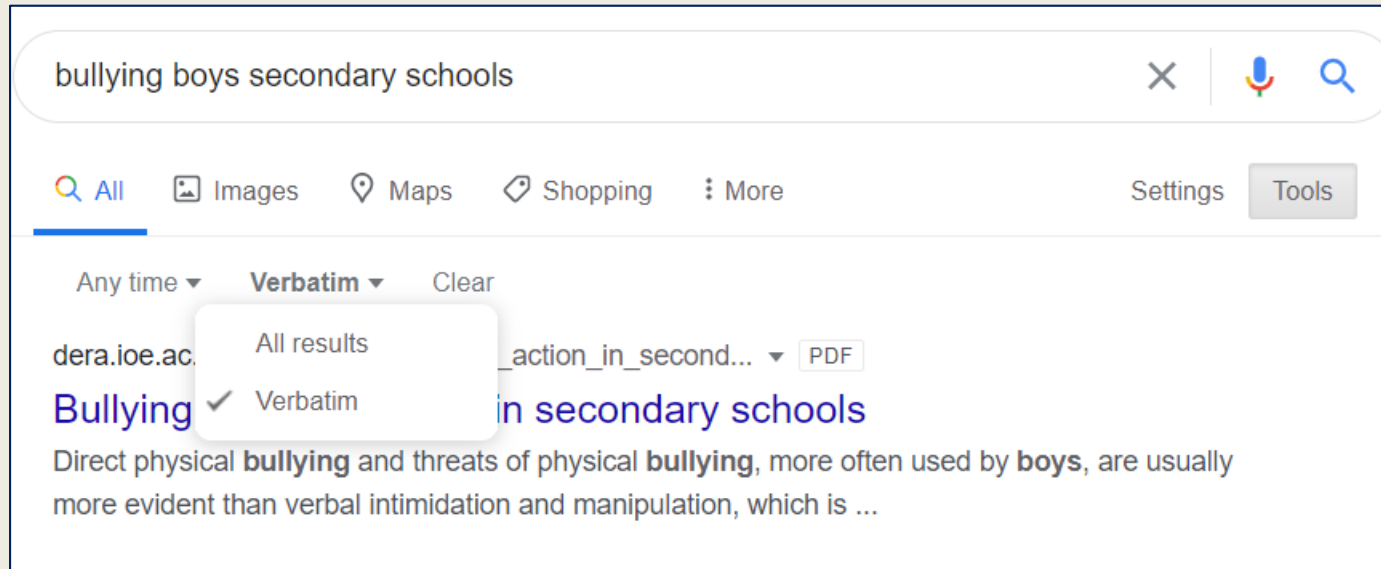 bullying boys secondary schools
All Images Maps Shopping More Settings Tools
Any time Verbatim Clear
All results
dera.ioe.ac. _action_in_second... PDF
Verbatim
Bullying in secondary schools
Direct physical bullying and threats of physical bullying, more often used by boys, are usually
more evident than verbal intimidation and manipulation, which is ...